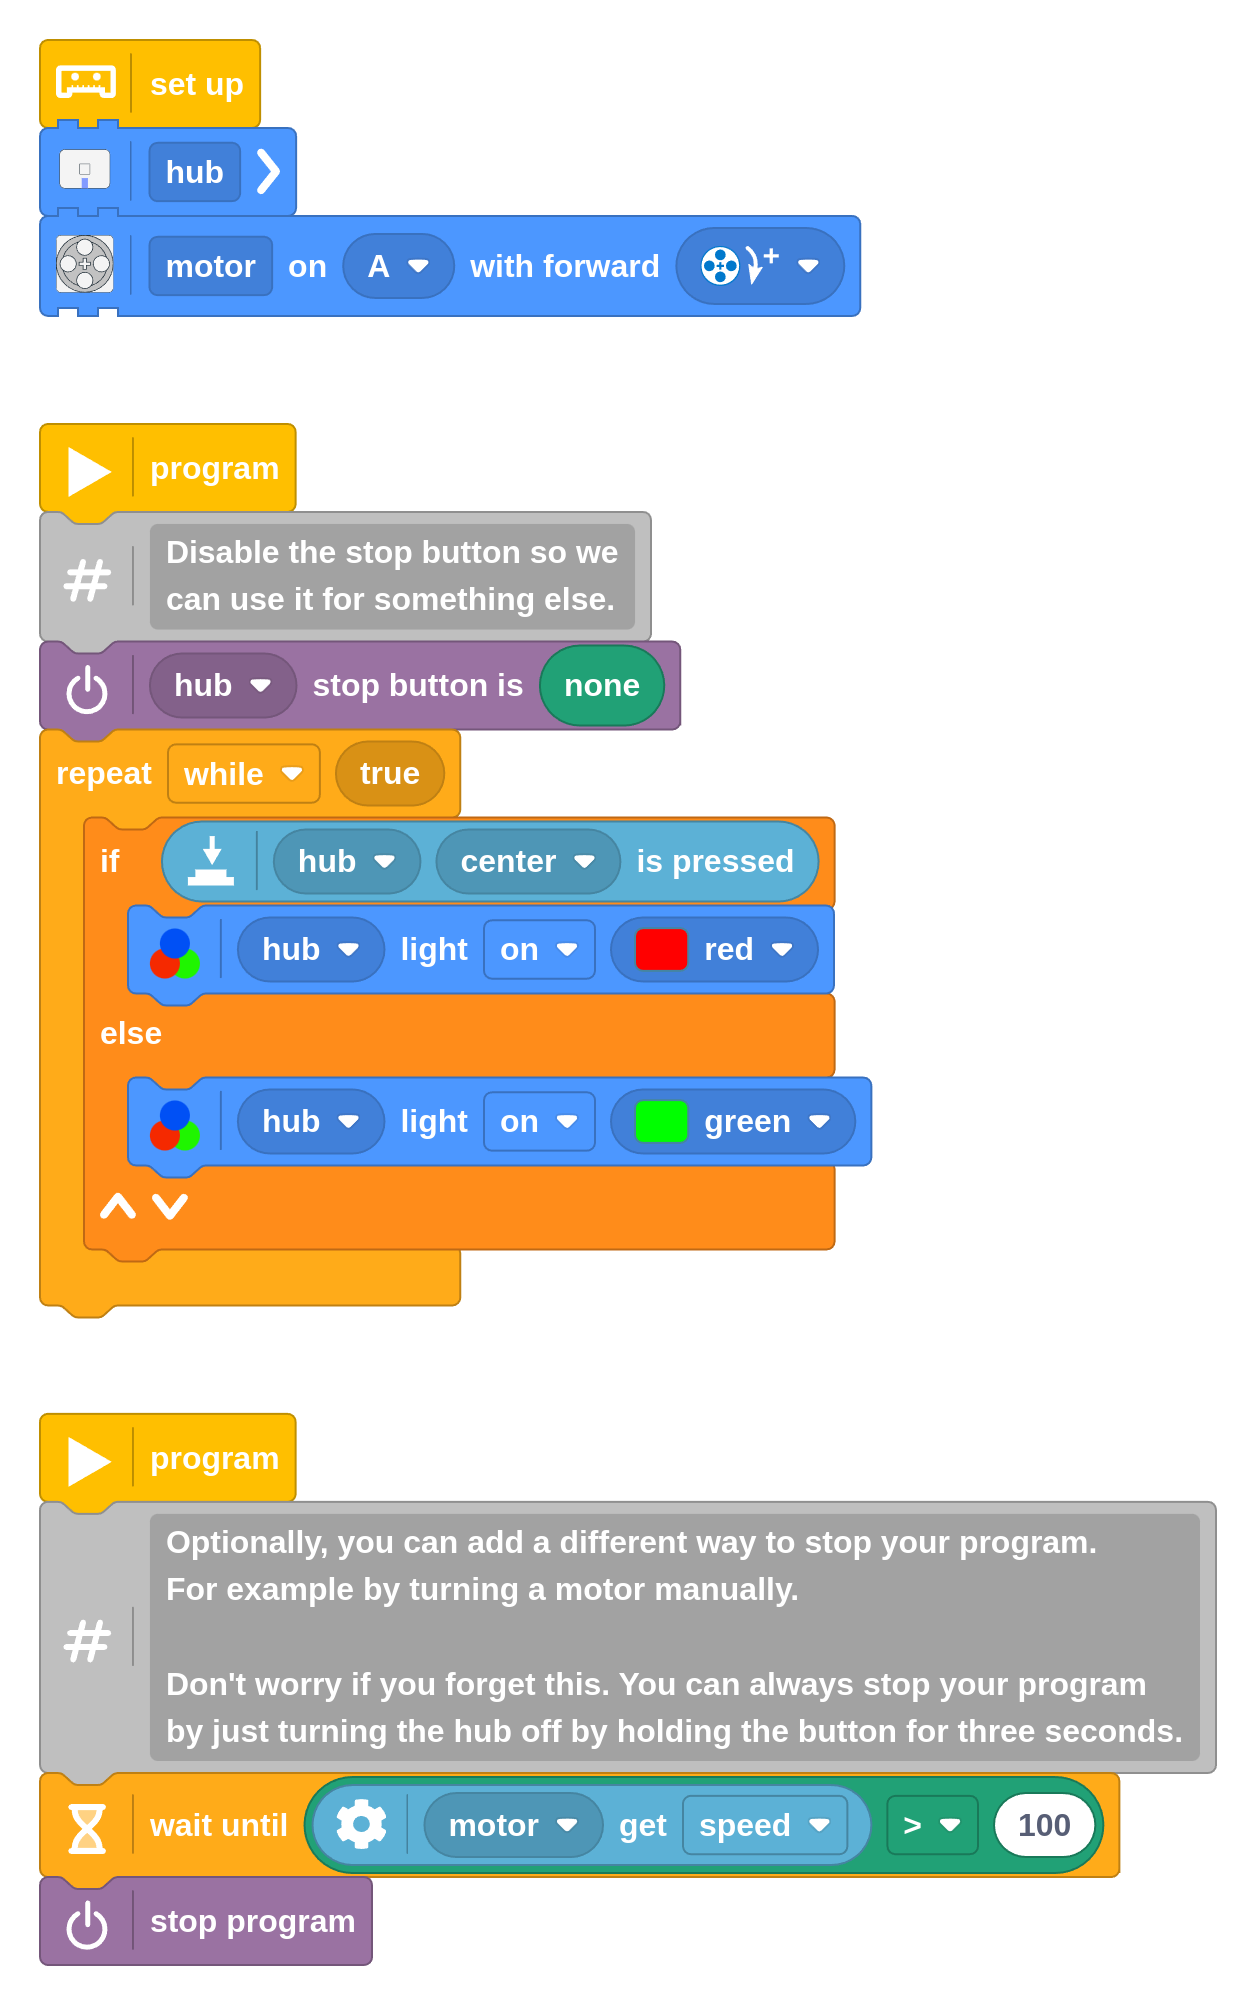 set up
hub
motor on A with forward +
program
# Disable the stop button so we
can use it for something else.
hub stop button is none
repeat while true
if hub center is pressed
hub light on red
else
hub light on green
program
# Optionally, you can add a different way to stop your program.
For example by turning a motor manually.
Don't worry if you forget this. You can always stop your program
by just turning the hub off by holding the button for three seconds.
wait until motor get speed > 100
stop program